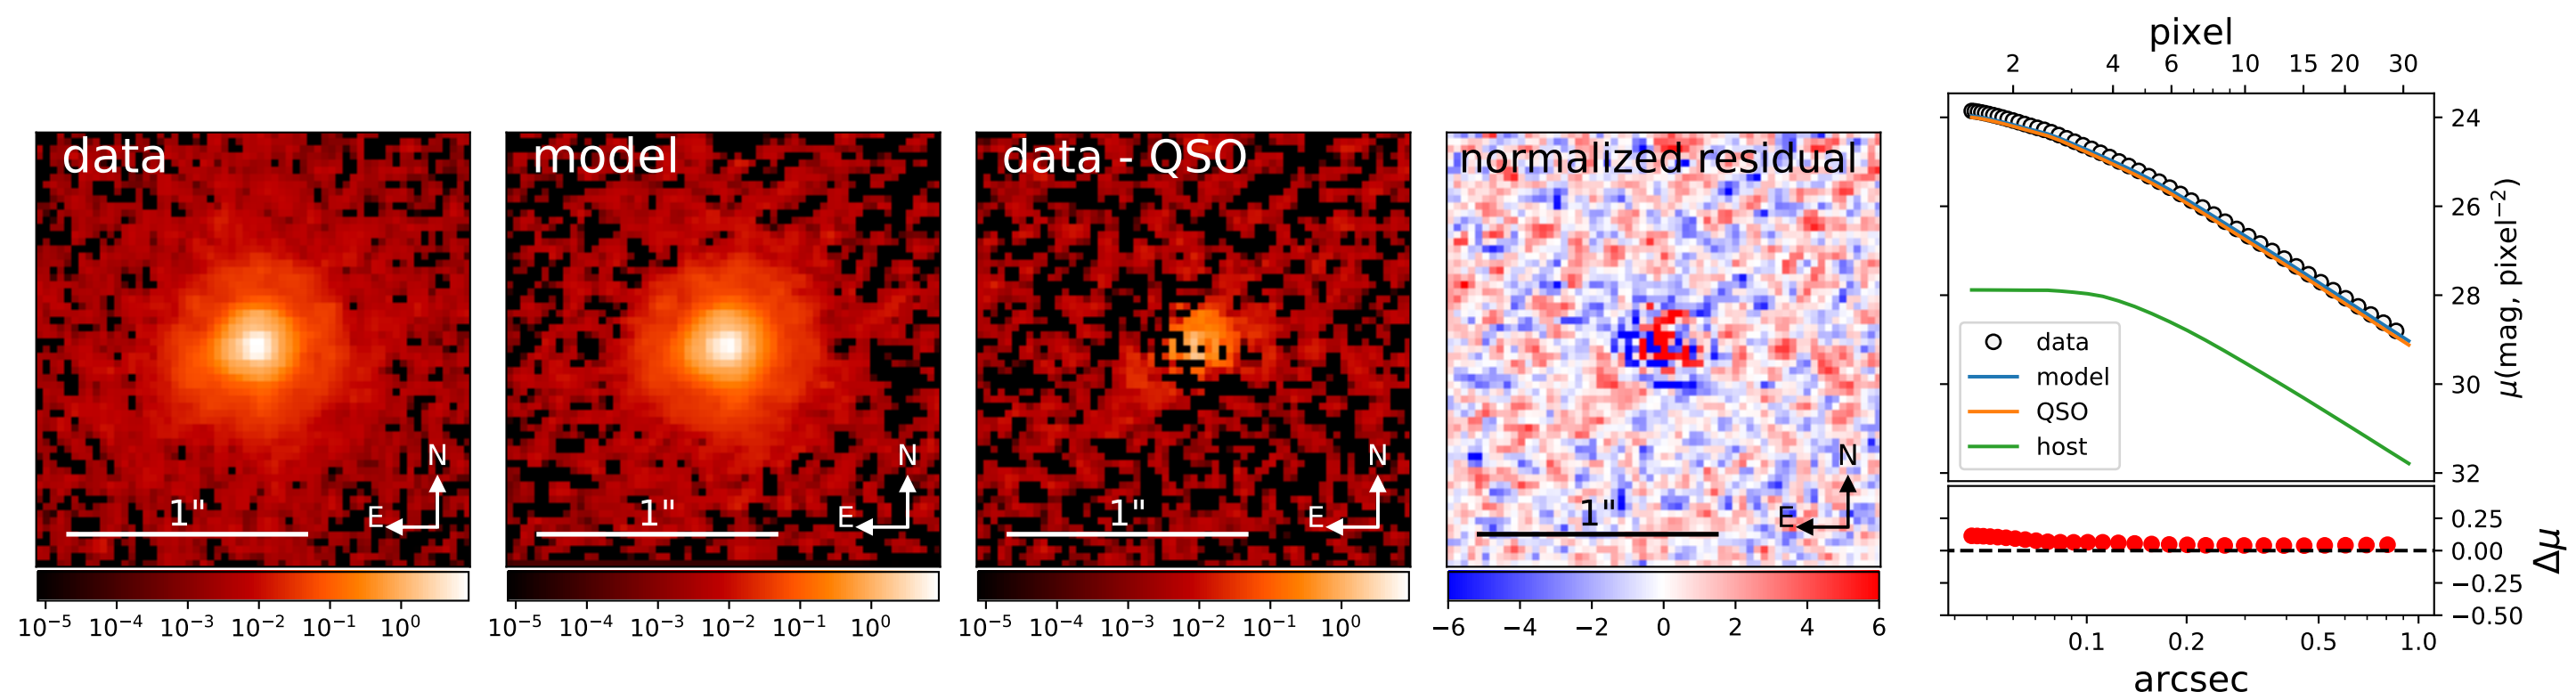 data
N
E
1"
10⁻⁵ 10⁻⁴ 10⁻³ 10⁻² 10⁻¹ 10⁰
model
N
E
1"
10⁻⁵ 10⁻⁴ 10⁻³ 10⁻² 10⁻¹ 10⁰
data - QSO
N
E
1"
10⁻⁵ 10⁻⁴ 10⁻³ 10⁻² 10⁻¹ 10⁰
normalized residual
N
E
1"
−6 −4 −2 0 2 4 6
pixel
2 4 6 10 15 20 30
24
26
28
30
32
μ(mag, pixel⁻²)
data
model
QSO
host
0.25
0.00
−0.25
−0.50
Δμ
0.1 0.2 0.5 1.0
arcsec